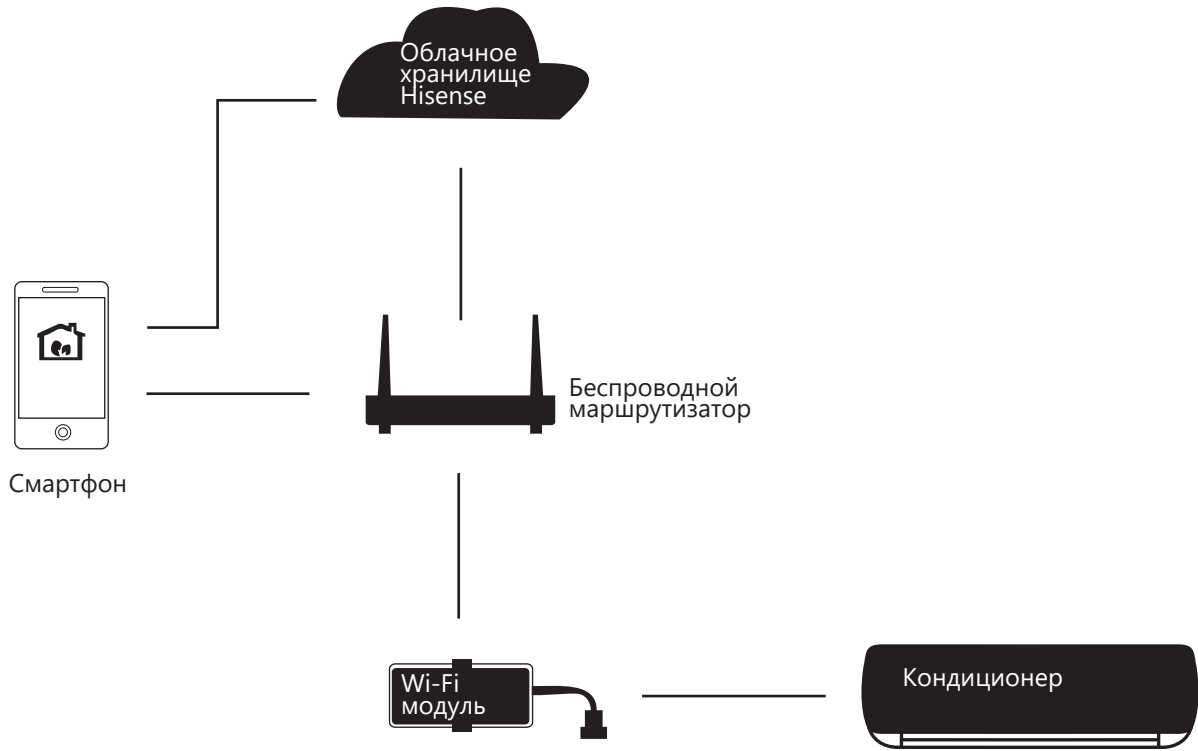 Облачное
хранилище
Hisense
Беспроводной
маршрутизатор
Смартфон
Wi-Fi
модуль
Кондиционер